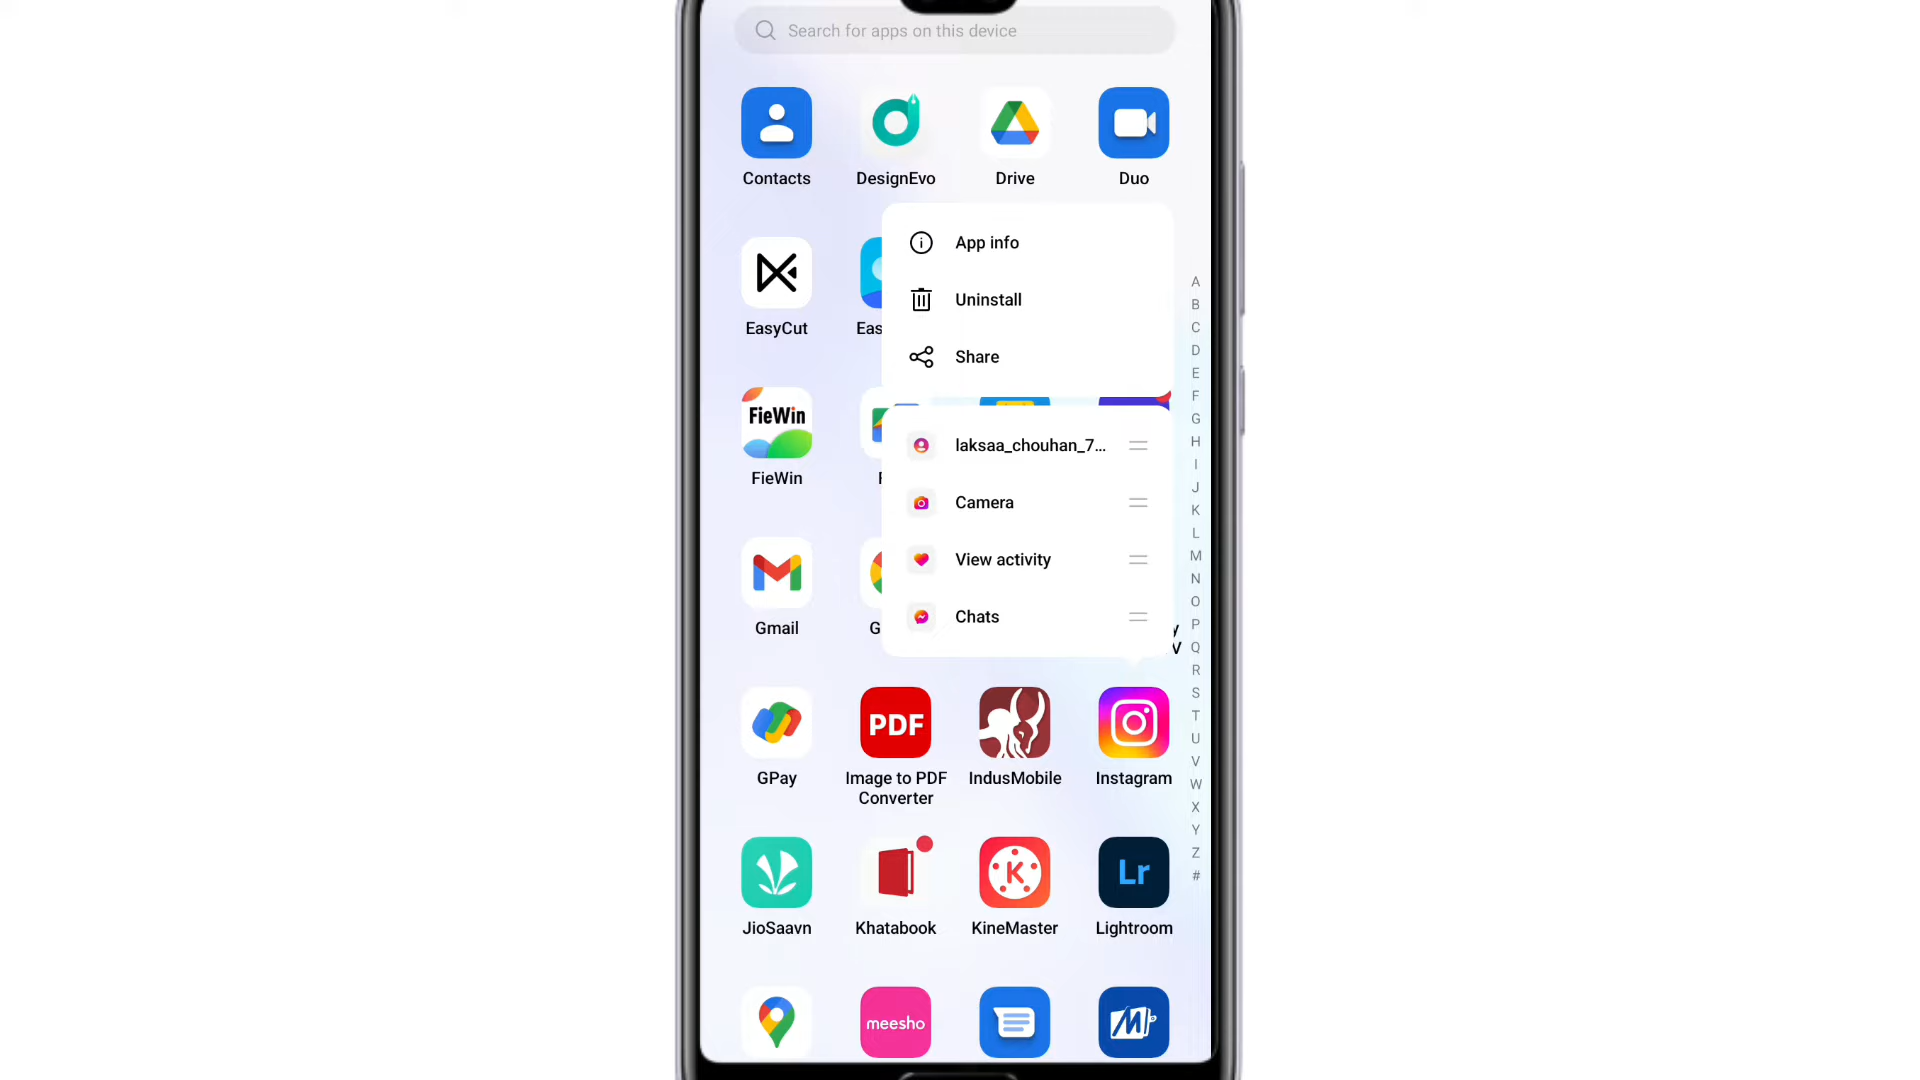 Search for apps on this device
Contacts
DesignEvo
Drive
Duo
App info
Uninstall
Share
EasyCut
Eas
A
B
C
D
E
F
G
H
I
J
K
L
M
N
O
P
Q
R
S
T
U
V
W
X
Y
Z
#
FieWin
FieWin
laksaa_chouhan_7...
Camera
View activity
Chats
Gmail
G
PDF
GPay
Image to PDF
Converter
IndusMobile
Instagram
K
Lr
JioSaavn
Khatabook
KineMaster
Lightroom
meesho
M